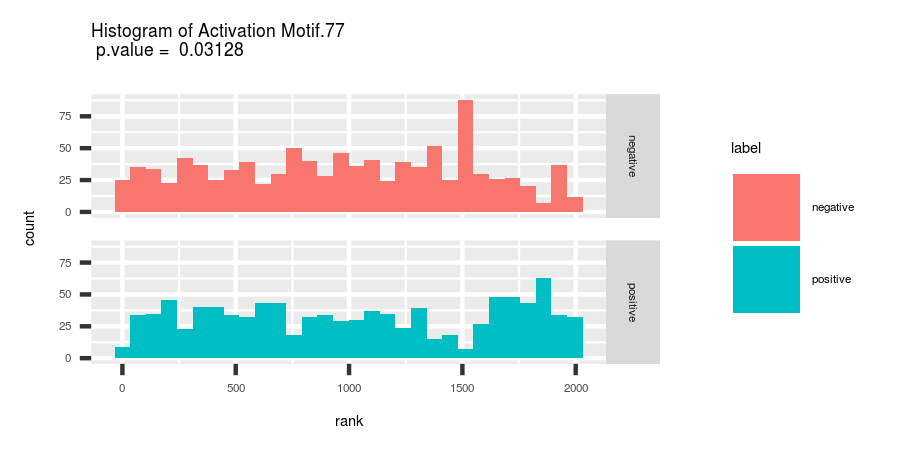 Histogram of Activation Motif.77
p.value = 0.03128
count
75
50
25
0
negative
75
50
25
0
positive
0 500 1000 1500 2000
rank
label
negative
positive